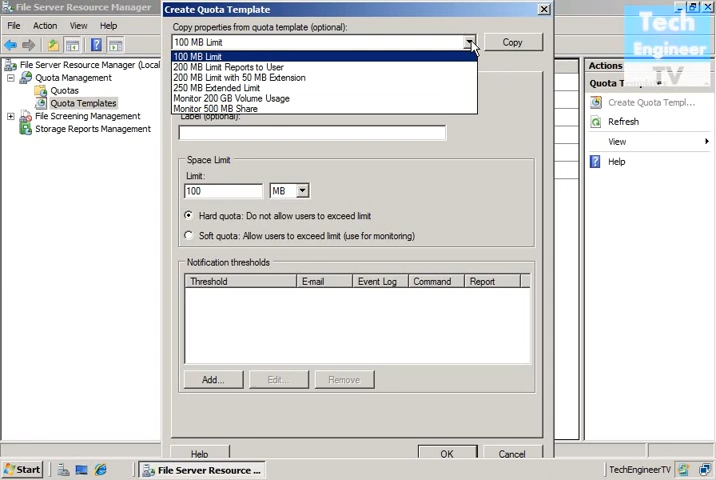 File Server Resource Manager
File
Action
View
Help
File Server Resource Manager (Local
Quota Management
Quotas
Quota Templates
File Screening Management
Storage Reports Management
Create Quota Template
Copy properties from quota template (optional):
100 MB Limit
Copy
100 MB Limit
200 MB Limit Reports to User
200 MB Limit with 50 MB Extension
250 MB Extended Limit
Monitor 200 GB Volume Usage
Monitor 500 MB Share
Label (optional):
Space Limit
Limit:
100
MB
Hard quota: Do not allow users to exceed limit
Soft quota: Allow users to exceed limit (use for monitoring)
Notification thresholds
Threshold
E-mail
Event Log
Command
Report
Add...
Edit...
Remove
Help
OK
Cancel
Tech
Engineer
TV
Actions
Quota
Create Quota Templ...
Refresh
View
Help
Start
File Server Resource ...
TechEngineerTV